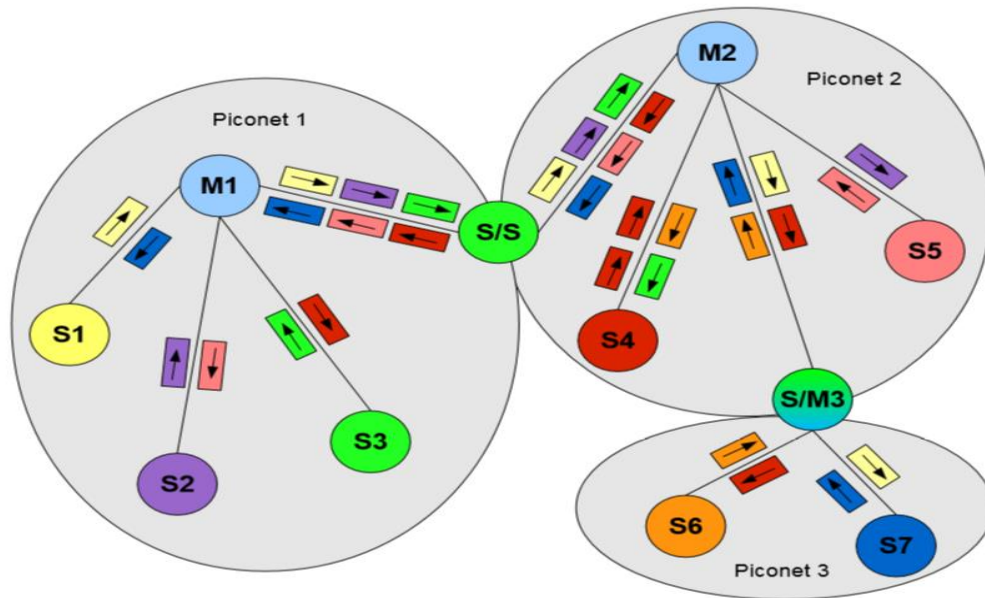 M2
Piconet 2
Piconet 1
M1
S/S
S5
S1
S4
S/M3
S3
S2
S6
S7
Piconet 3